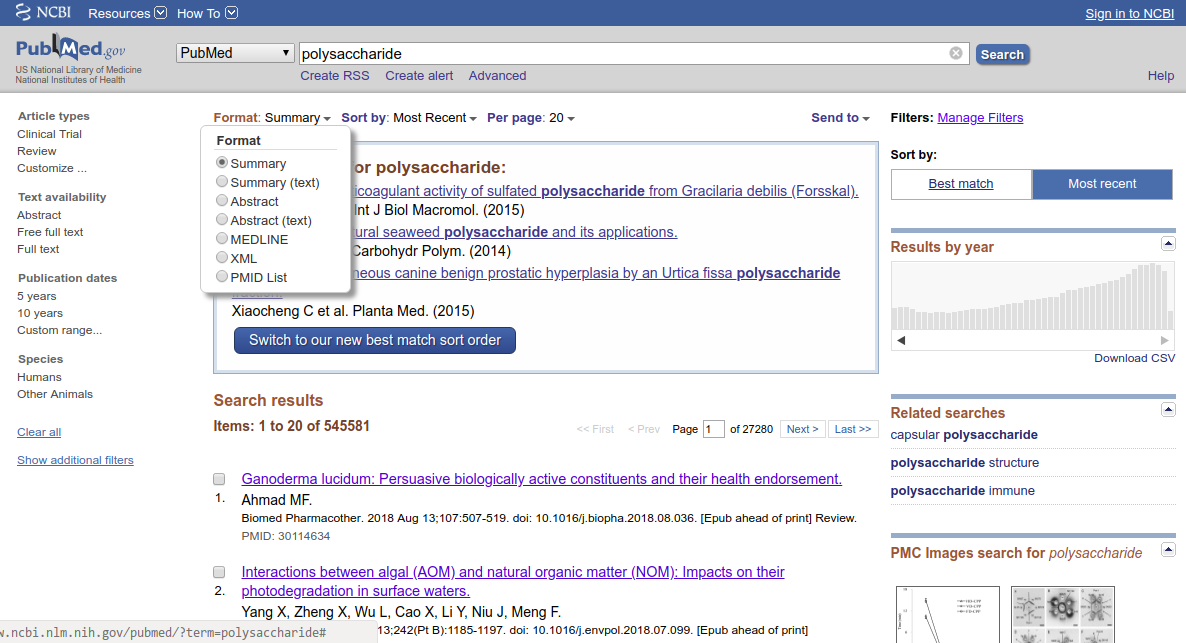 NCBI Resources How To Sign in to NCBI
PubMed.gov
US National Library of Medicine
National Institutes of Health
PubMed polysaccharide Search
Create RSS Create alert Advanced Help
Article types
Clinical Trial
Review
Customize ...
Text availability
Abstract
Free full text
Full text
Publication dates
5 years
10 years
Custom range...
Species
Humans
Other Animals
Clear all
Show additional filters
Format: Summary Sort by: Most Recent Per page: 20 Send to
Format
Summary
Summary (text)
Abstract
Abstract (text)
MEDLINE
XML
PMID List
or polysaccharide:
icoagulant activity of sulfated polysaccharide from Gracilaria debilis (Forsskal).
Int J Biol Macromol. (2015)
tural seaweed polysaccharide and its applications.
Carbohydr Polym. (2014)
neous canine benign prostatic hyperplasia by an Urtica fissa polysaccharide
Xiaocheng C et al. Planta Med. (2015)
Switch to our new best match sort order
Search results
Items: 1 to 20 of 545581
<< First < Prev Page 1 of 27280 Next > Last >>
Ganoderma lucidum: Persuasive biologically active constituents and their health endorsement.
1. Ahmad MF.
Biomed Pharmacother. 2018 Aug 13;107:507-519. doi: 10.1016/j.biopha.2018.08.036. [Epub ahead of print] Review.
PMID: 30114634
Interactions between algal (AOM) and natural organic matter (NOM): Impacts on their
2. photodegradation in surface waters.
Yang X, Zheng X, Wu L, Cao X, Li Y, Niu J, Meng F.
13;242(Pt B):1185-1197. doi: 10.1016/j.envpol.2018.07.099. [Epub ahead of print]
w.ncbi.nlm.nih.gov/pubmed/?term=polysaccharide#
Filters: Manage Filters
Sort by:
Best match Most recent
Results by year
Download CSV
Related searches
capsular polysaccharide
polysaccharide structure
polysaccharide immune
PMC Images search for polysaccharide